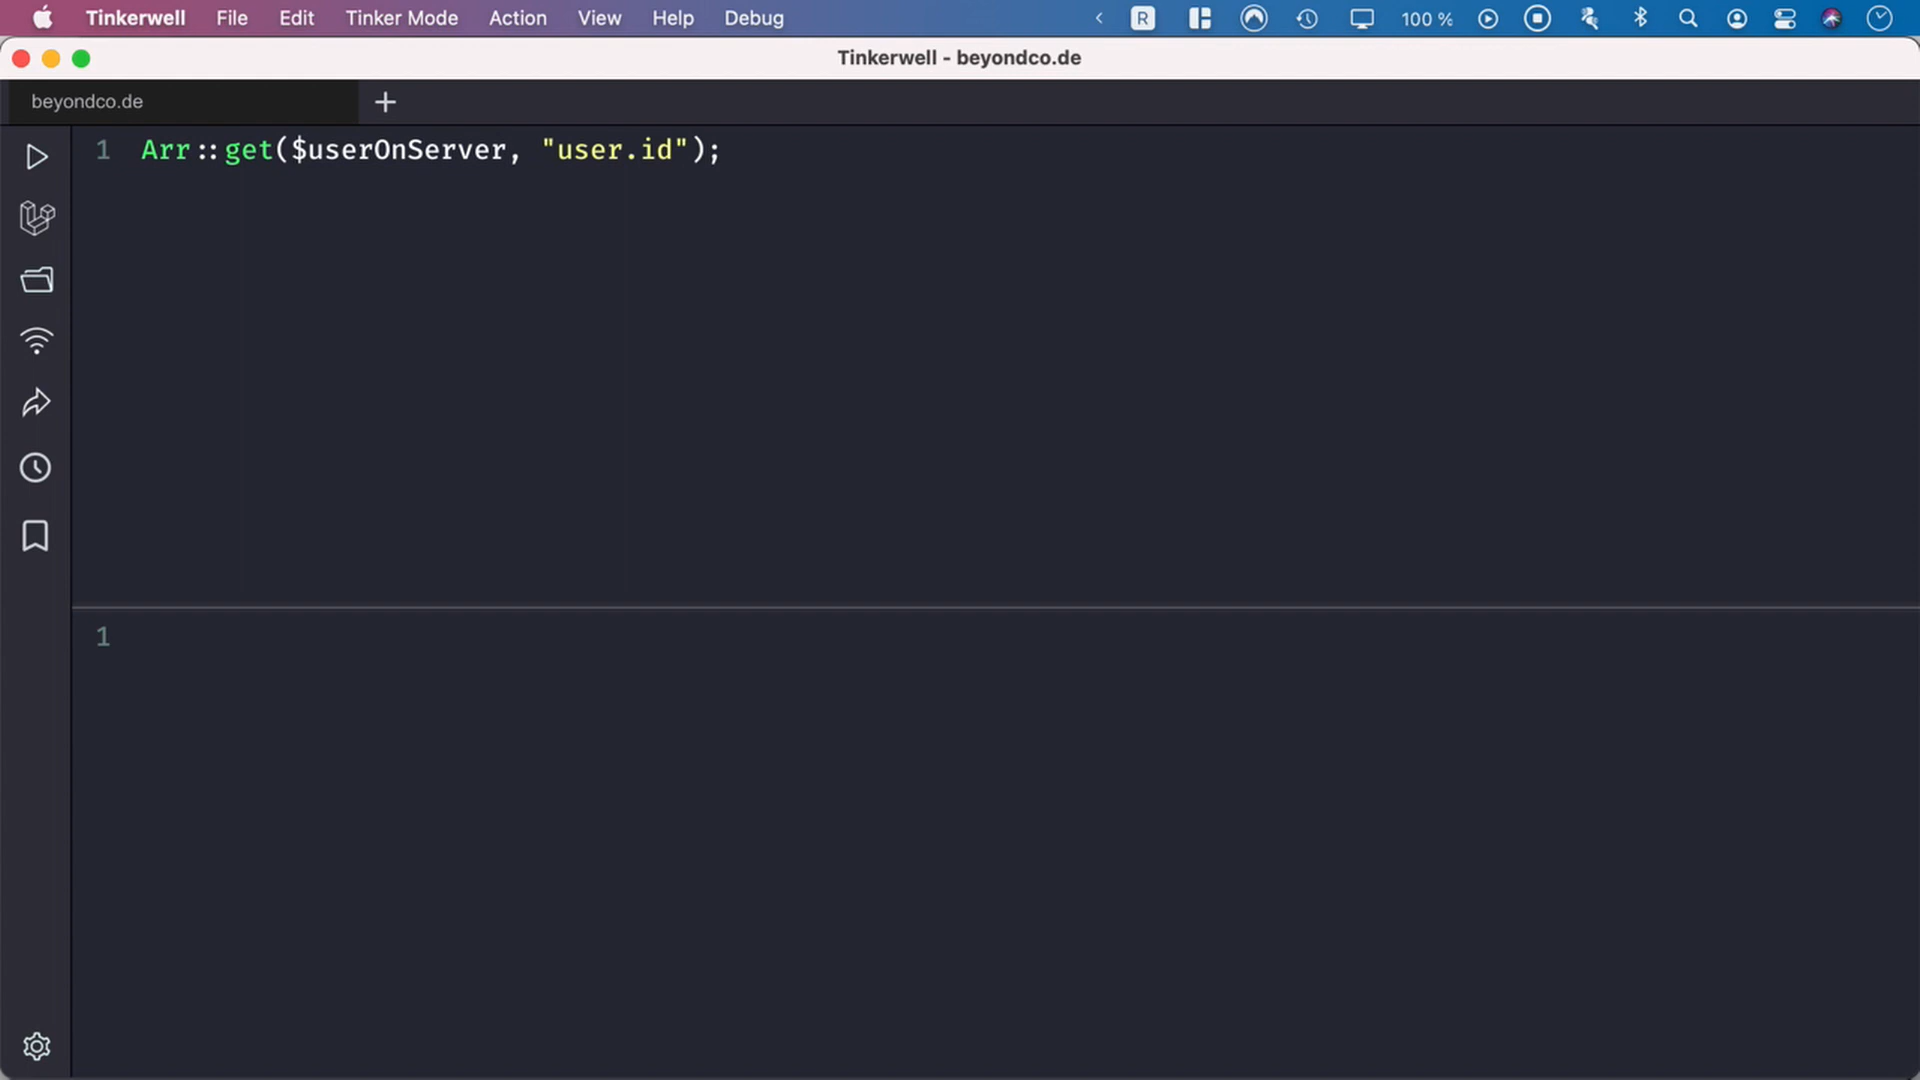 Tinkerwell File Edit Tinker Mode Action View Help Debug R 100 %
Tinkerwell - beyondco.de
beyondco.de
1 Arr::get($userOnServer, "user.id");
1